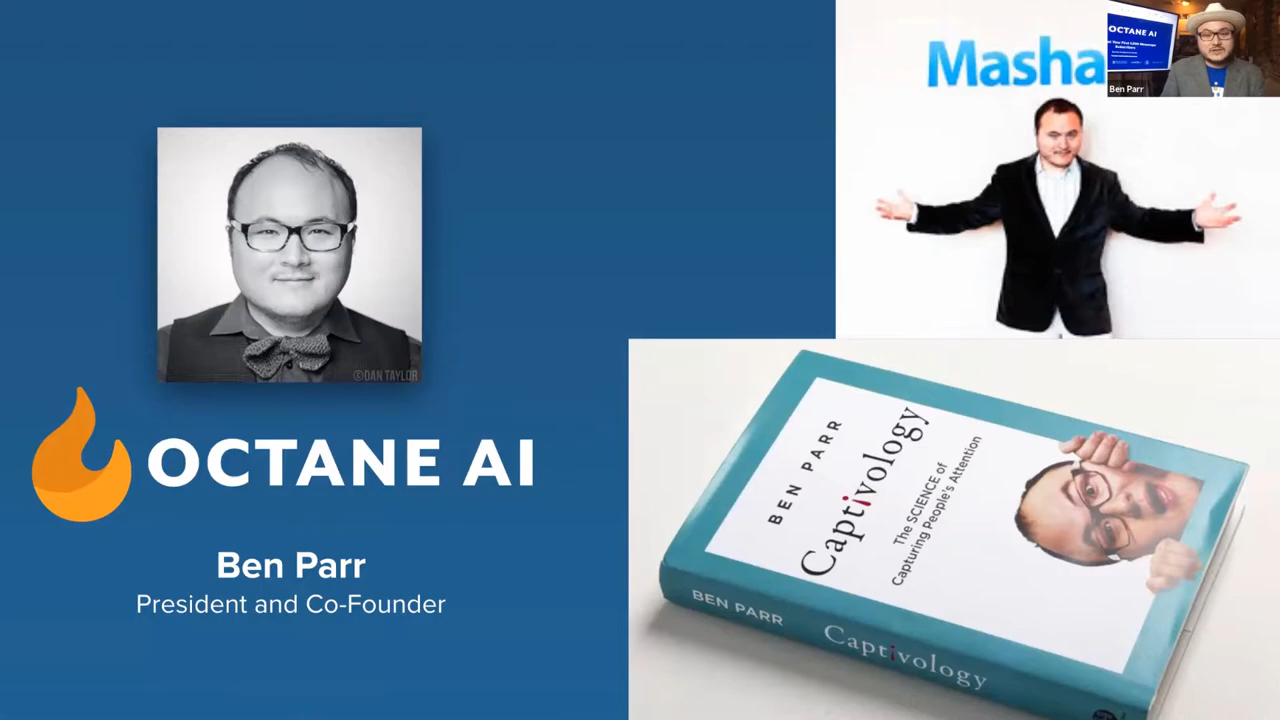 ©DAN TAYLOR
OCTANE AI
Ben Parr
President and Co-Founder
Masha
OCTANE AI
Ben Parr
BEN PARR
Captivology
The SCIENCE of
Capturing People's Attention
BEN PARR
Captivology